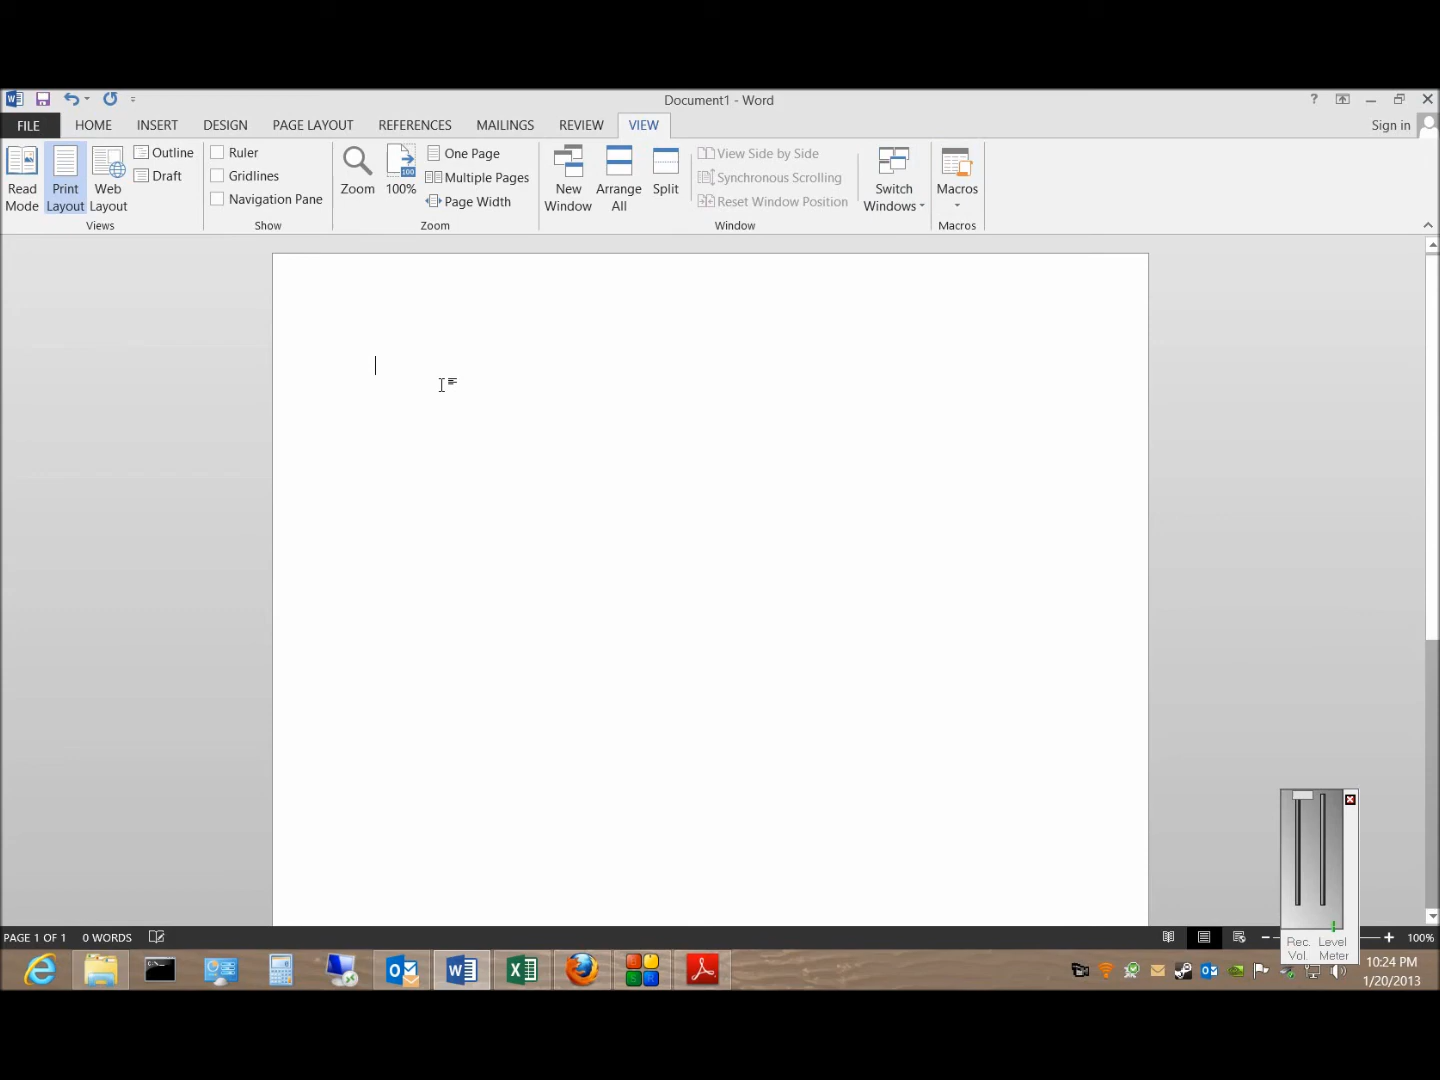 Document1 - Word
?
FILE HOME INSERT DESIGN PAGE LAYOUT REFERENCES MAILINGS REVIEW VIEW Sign in
Read Mode
Print Layout
Web Layout
Outline
Draft
Views
Ruler
Gridlines
Navigation Pane
Show
Zoom
100%
One Page
Multiple Pages
Page Width
Zoom
New Window
Arrange All
Split
View Side by Side
Synchronous Scrolling
Reset Window Position
Switch Windows
Window
Macros
Macros
PAGE 1 OF 1 0 WORDS
100%
Rec. Vol.
Level Meter
10:24 PM
1/20/2013